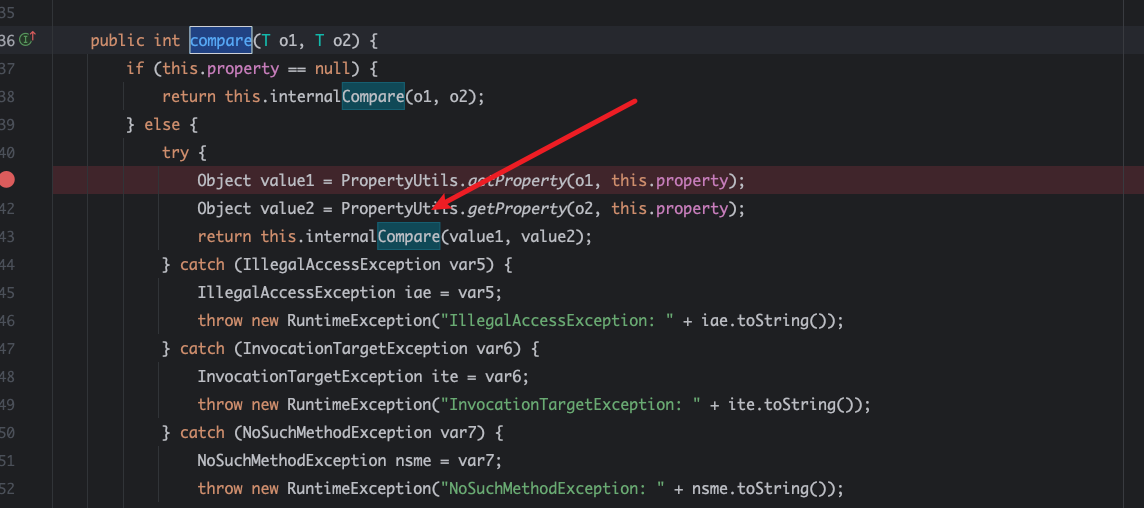 35
36 public int compare(T o1, T o2) {
37 if (this.property == null) {
38 return this.internalCompare(o1, o2);
39 } else {
40 try {
Object value1 = PropertyUtils.getProperty(o1, this.property);
42 Object value2 = PropertyUtils.getProperty(o2, this.property);
43 return this.internalCompare(value1, value2);
44 } catch (IllegalAccessException var5) {
45 IllegalAccessException iae = var5;
46 throw new RuntimeException("IllegalAccessException: " + iae.toString());
47 } catch (InvocationTargetException var6) {
48 InvocationTargetException ite = var6;
49 throw new RuntimeException("InvocationTargetException: " + ite.toString());
50 } catch (NoSuchMethodException var7) {
51 NoSuchMethodException nsme = var7;
52 throw new RuntimeException("NoSuchMethodException: " + nsme.toString());